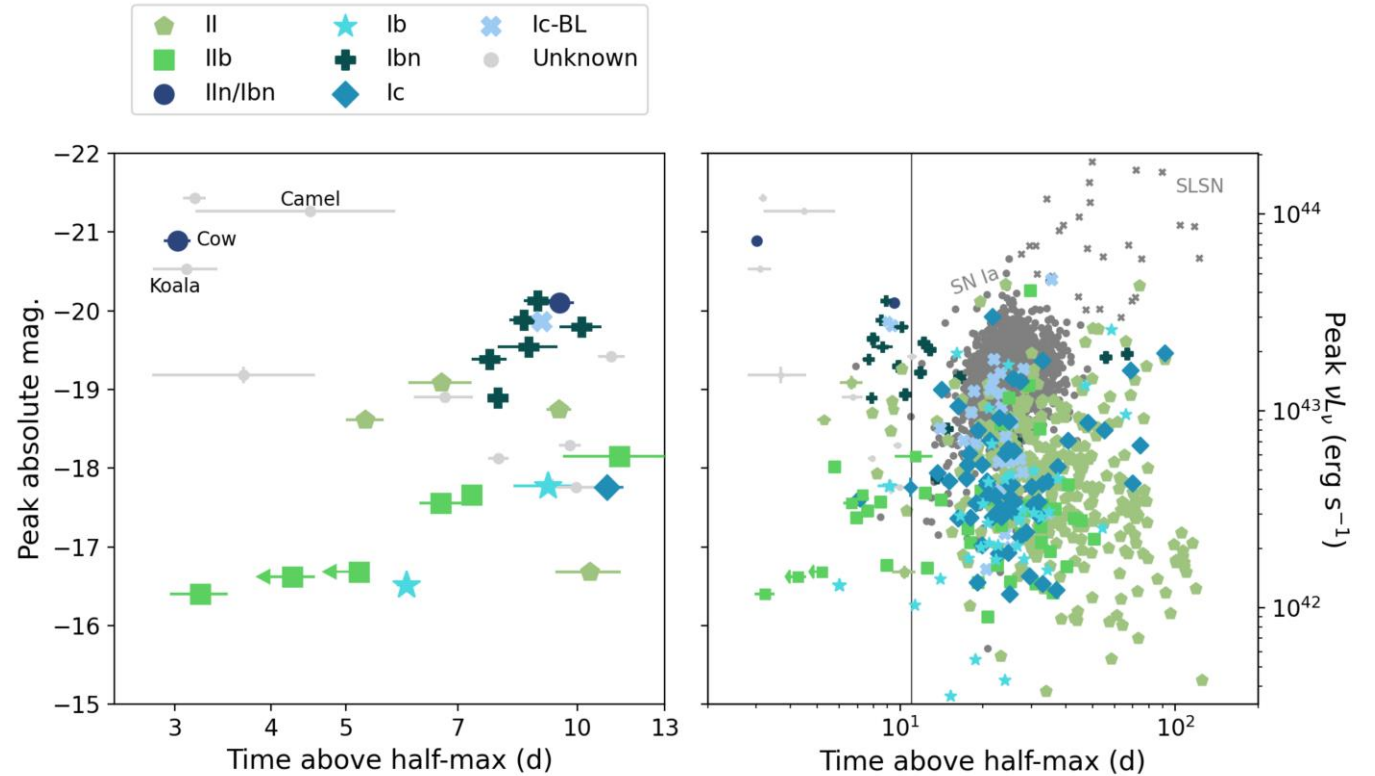 II
IIb
IIn/Ibn
Ib
Ibn
Ic
Ic-BL
Unknown
−22
−21
−20
−19
−18
−17
−16
−15
Peak absolute mag.
Camel
Cow
Koala
3
4
5
7
10
13
Time above half-max (d)
SLSN
SN Ia
10^1
10^2
Time above half-max (d)
10^44
10^43
10^42
Peak νL_ν (erg s^−1)